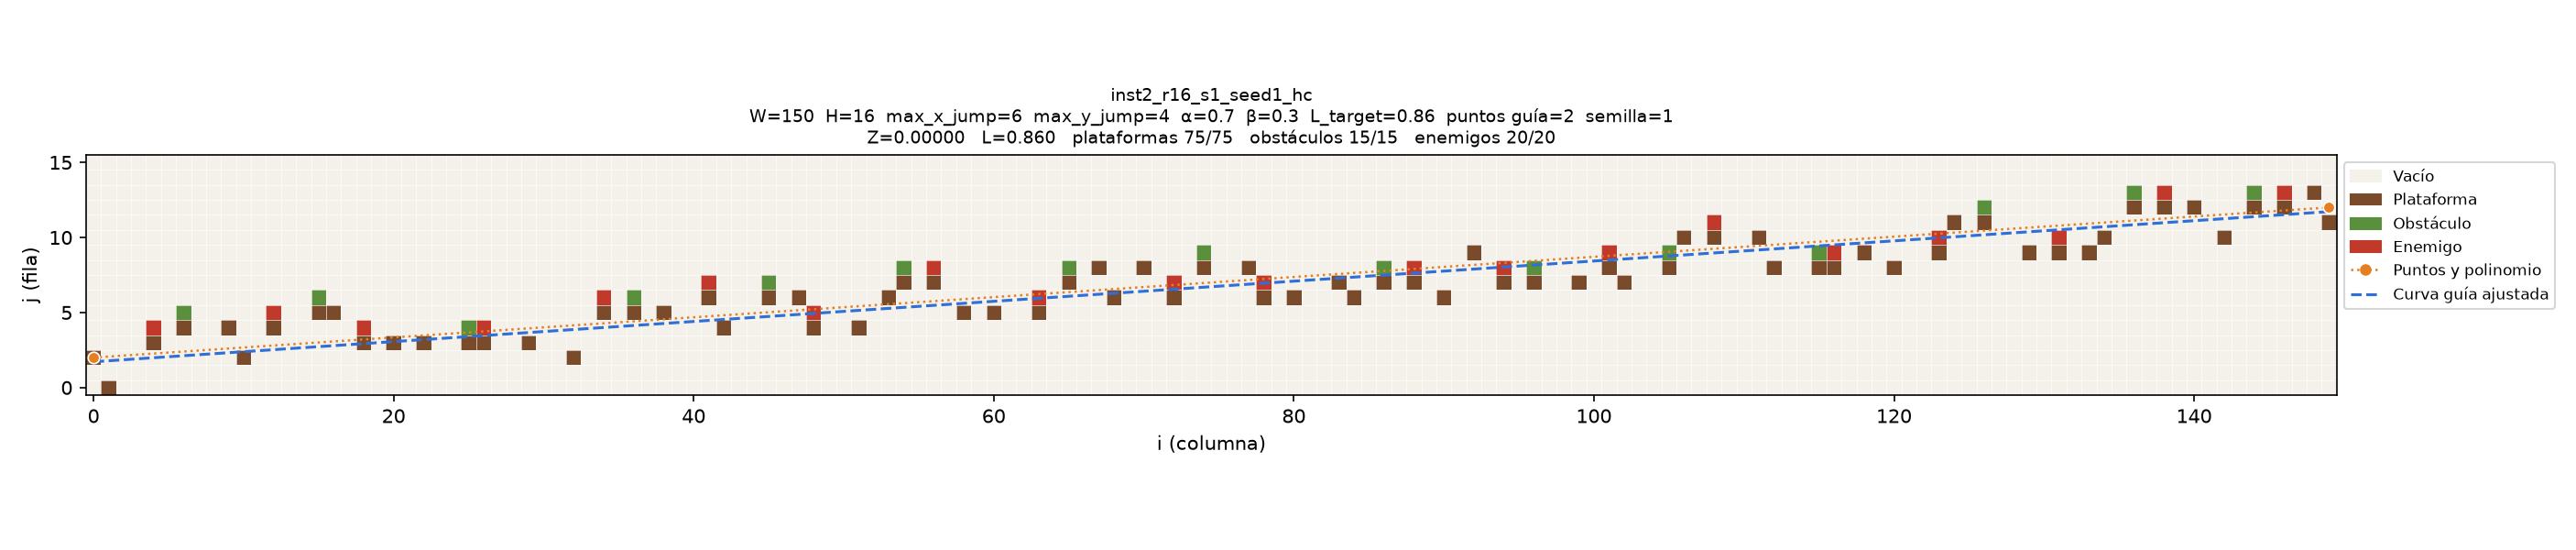 inst2_r16_s1_seed1_hc
W=150  H=16  max_x_jump=6  max_y_jump=4  α=0.7  β=0.3  L_target=0.86  puntos guía=2  semilla=1
Z=0.00000   L=0.860   plataformas 75/75   obstáculos 15/15   enemigos 20/20
15
10
5
0
j (fila)
0 20 40 60 80 100 120 140
i (columna)
Vacío
Plataforma
Obstáculo
Enemigo
Puntos y polinomio
Curva guía ajustada